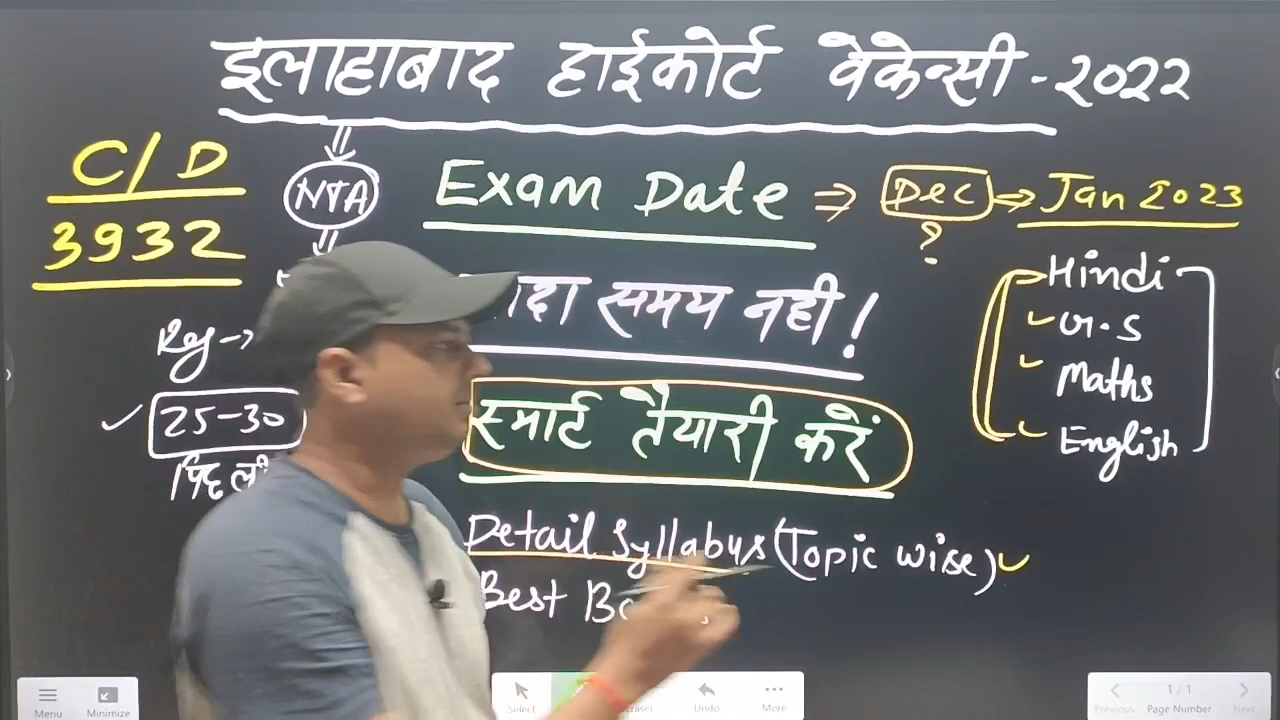 इलाहाबाद हाईकोर्ट वेकेन्सी-2022
C/D
3932
NTA
Exam Date ⇒ Dec ⇒ Jan 2023
?
समय नही!
Reg →
25-30
स्मार्ट तैयारी करें
Hindi
G.S
Maths
English
Detail Syllabus (Topic wise)
Best
Menu
Minimize
Select
Undo
More
Previous
1/1
Page Number
Next